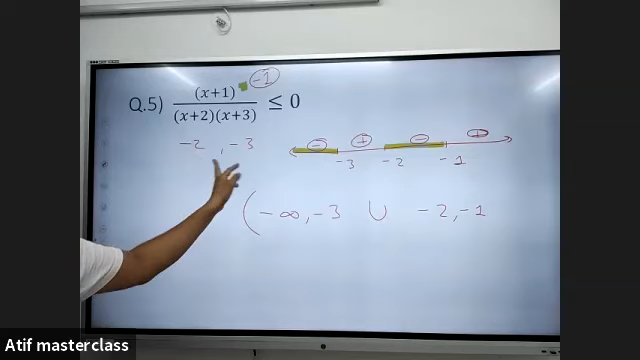 Q.5) (x+1) / (x+2)(x+3) ≤ 0
-1
-2 , -3
- + - +
-3 -2 -1
(-∞, -3 ∪ -2, -1
Atif masterclass